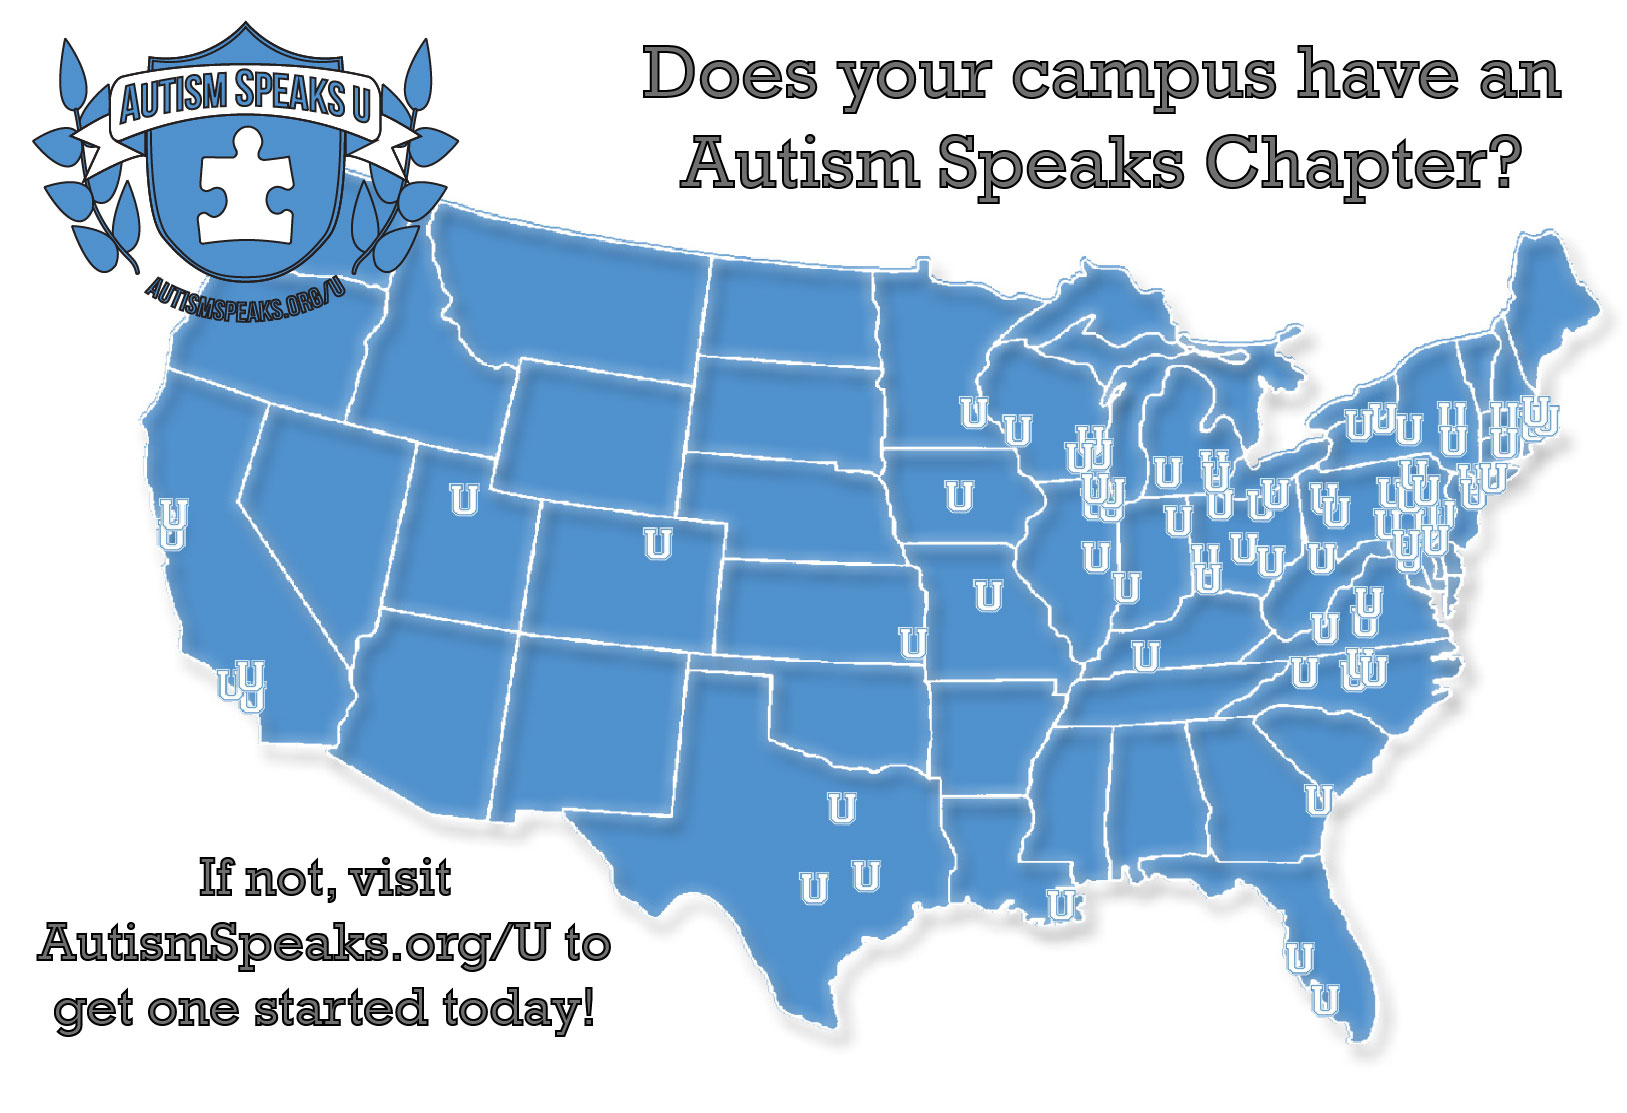 AUTISM SPEAKS U
AUTISMSPEAKS.ORG/U
Does your campus have an
Autism Speaks Chapter?
If not, visit
AutismSpeaks.org/U to
get one started today!